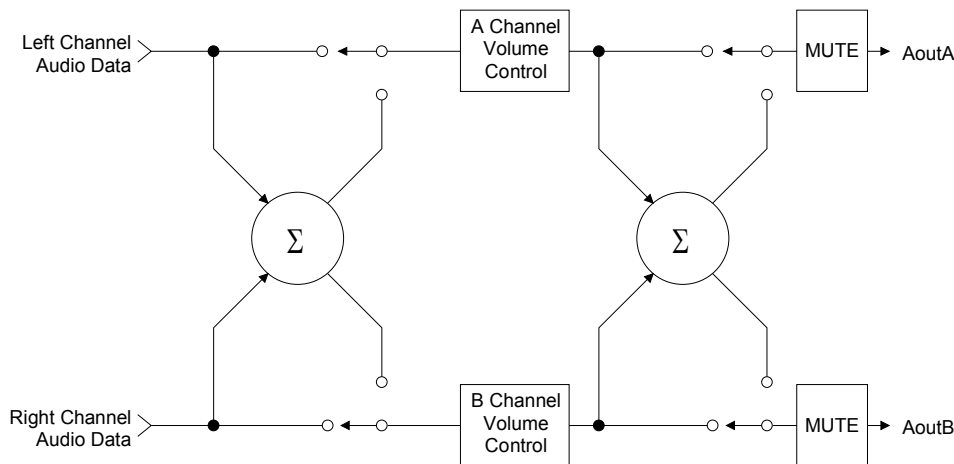 Left Channel
Audio Data
A Channel
Volume
Control
MUTE
AoutA
Σ
Σ
Right Channel
Audio Data
B Channel
Volume
Control
MUTE
AoutB